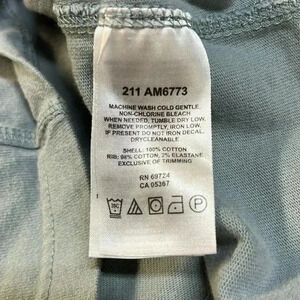 211 AM6773
MACHINE WASH COLD GENTLE,
NON-CHLORINE BLEACH
WHEN NEEDED, TUMBLE DRY LOW,
REMOVE PROMPTLY, IRON LOW,
IF PRESENT DO NOT IRON DECAL,
DRYCLEANABLE
SHELL: 100% COTTON
RIB: 98% COTTON, 2% ELASTANE
EXCLUSIVE OF TRIMMING
RN 69724
CA 05367
P